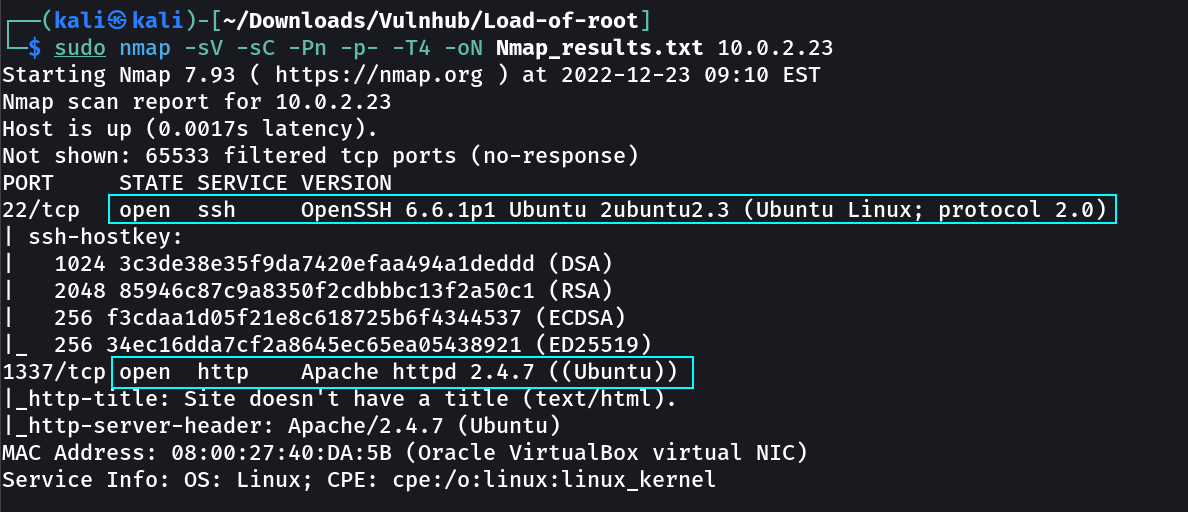 ┌──(kali㉿kali)-[~/Downloads/Vulnhub/Load-of-root]
└─$ sudo nmap -sV -sC -Pn -p- -T4 -oN Nmap_results.txt 10.0.2.23
Starting Nmap 7.93 ( https://nmap.org ) at 2022-12-23 09:10 EST
Nmap scan report for 10.0.2.23
Host is up (0.0017s latency).
Not shown: 65533 filtered tcp ports (no-response)
PORT     STATE SERVICE VERSION
22/tcp   open  ssh     OpenSSH 6.6.1p1 Ubuntu 2ubuntu2.3 (Ubuntu Linux; protocol 2.0)
| ssh-hostkey:
|   1024 3c3de38e35f9da7420efaa494a1deddd (DSA)
|   2048 85946c87c9a8350f2cdbbbc13f2a50c1 (RSA)
|   256 f3cdaa1d05f21e8c618725b6f4344537 (ECDSA)
|_  256 34ec16dda7cf2a8645ec65ea05438921 (ED25519)
1337/tcp open  http    Apache httpd 2.4.7 ((Ubuntu))
|_http-title: Site doesn't have a title (text/html).
|_http-server-header: Apache/2.4.7 (Ubuntu)
MAC Address: 08:00:27:40:DA:5B (Oracle VirtualBox virtual NIC)
Service Info: OS: Linux; CPE: cpe:/o:linux:linux_kernel